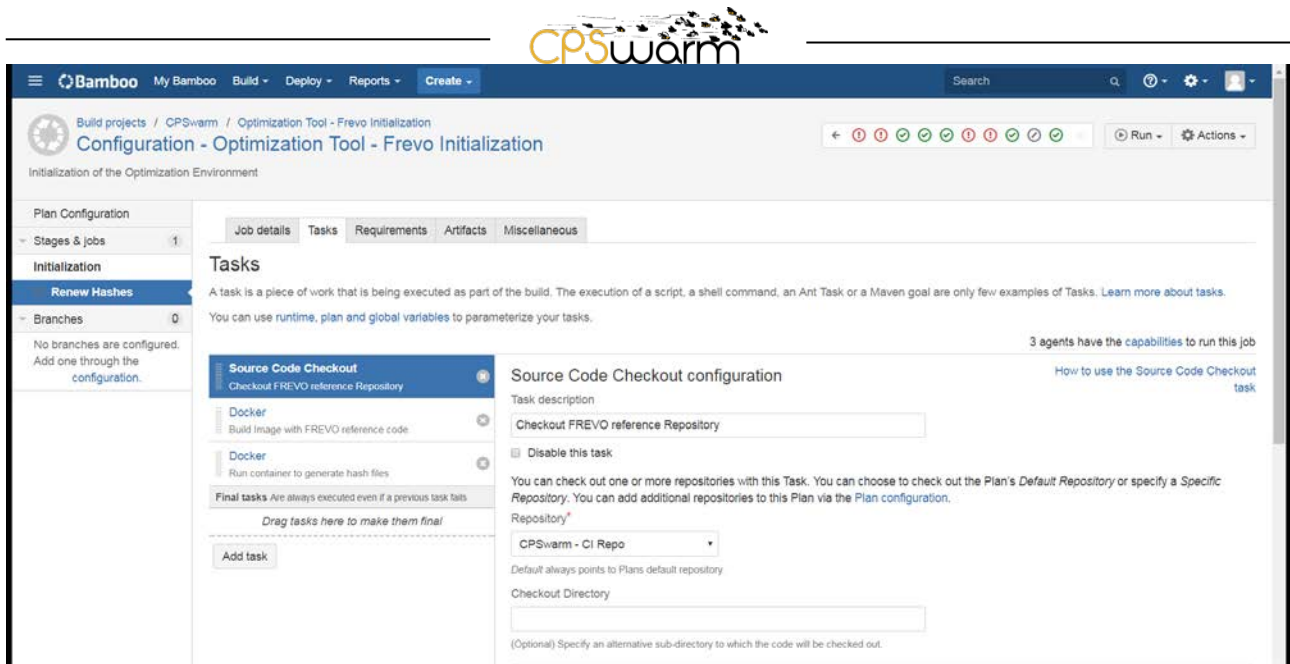 CPSwarm
Bamboo My Bamboo Build Deploy Reports Create Search
Build projects / CPSwarm / Optimization Tool - Frevo Initialization
Configuration - Optimization Tool - Frevo Initialization
Run Actions
Initialization of the Optimization Environment
Plan Configuration
Stages & jobs 1
Initialization
Renew Hashes
Branches 0
No branches are configured.
Add one through the
configuration.
Job details Tasks Requirements Artifacts Miscellaneous
Tasks
A task is a piece of work that is being executed as part of the build. The execution of a script, a shell command, an Ant Task or a Maven goal are only few examples of Tasks. Learn more about tasks.
You can use runtime, plan and global variables to parameterize your tasks.
3 agents have the capabilities to run this job
Source Code Checkout
Checkout FREVO reference Repository
Docker
Build Image with FREVO reference code
Docker
Run container to generate hash files
Final tasks Are always executed even if a previous task fails
Drag tasks here to make them final
Add task
Source Code Checkout configuration
How to use the Source Code Checkout
task
Task description
Checkout FREVO reference Repository
Disable this task
You can check out one or more repositories with this Task. You can choose to check out the Plan's Default Repository or specify a Specific
Repository. You can add additional repositories to this Plan via the Plan configuration.
Repository*
CPSwarm - CI Repo
Default always points to Plans default repository
Checkout Directory
(Optional) Specify an alternative sub-directory to which the code will be checked out.